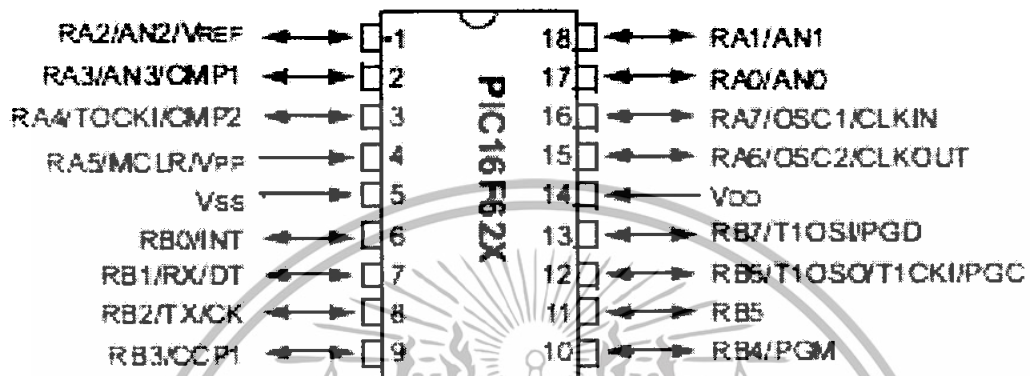 RA2/AN2/VREF 1 18 RA1/AN1
RA3/AN3/CMP1 2 17 RA0/AN0
RA4/TOCKI/CMP2 3 16 RA7/OSC1/CLKIN
RA5/MCLR/VPP 4 15 RA6/OSC2/CLKOUT
VSS 5 14 VDD
RB0/INT 6 13 RB7/T1OSI/PGD
RB1/RX/DT 7 12 RB6/T1OSO/T1CKI/PGC
RB2/TX/CK 8 11 RB5
RB3/CCP1 9 10 RB4/PGM
PIC16F62X